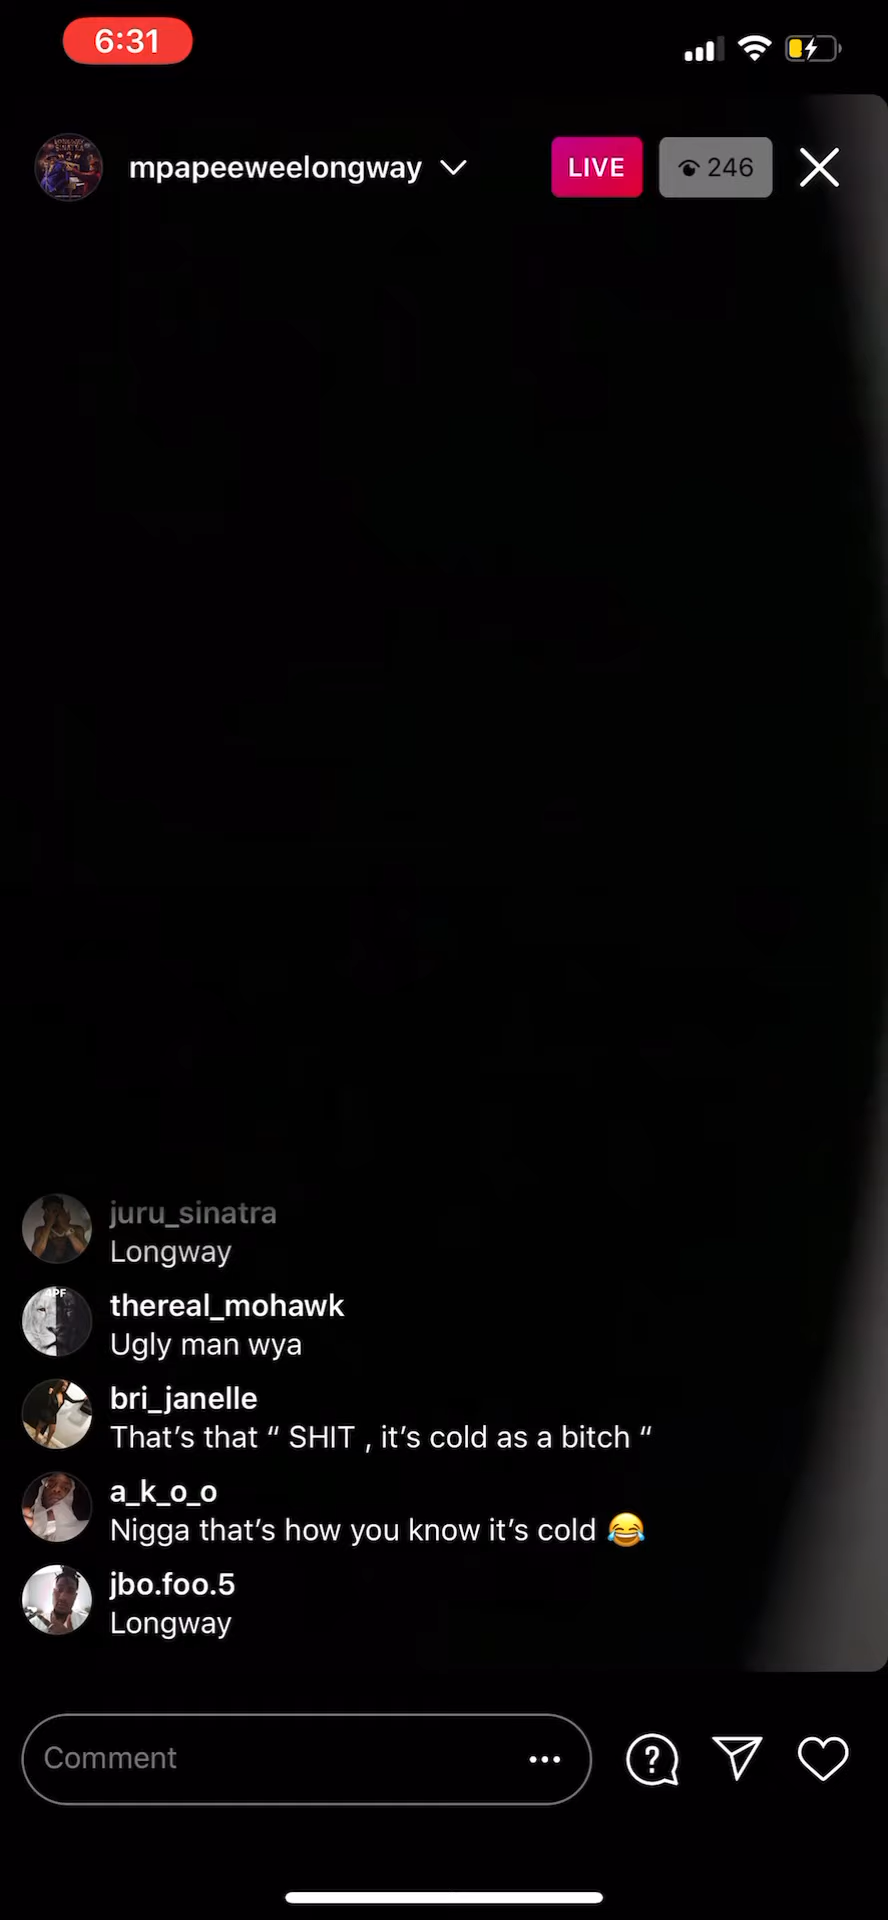 6:31
mpapeeweelongway
LIVE
246
juru_sinatra
Longway
4PF
thereal_mohawk
Ugly man wya
bri_janelle
That’s that “ SHIT , it’s cold as a bitch “
a_k_o_o
Nigga that’s how you know it’s cold 😂
jbo.foo.5
Longway
Comment